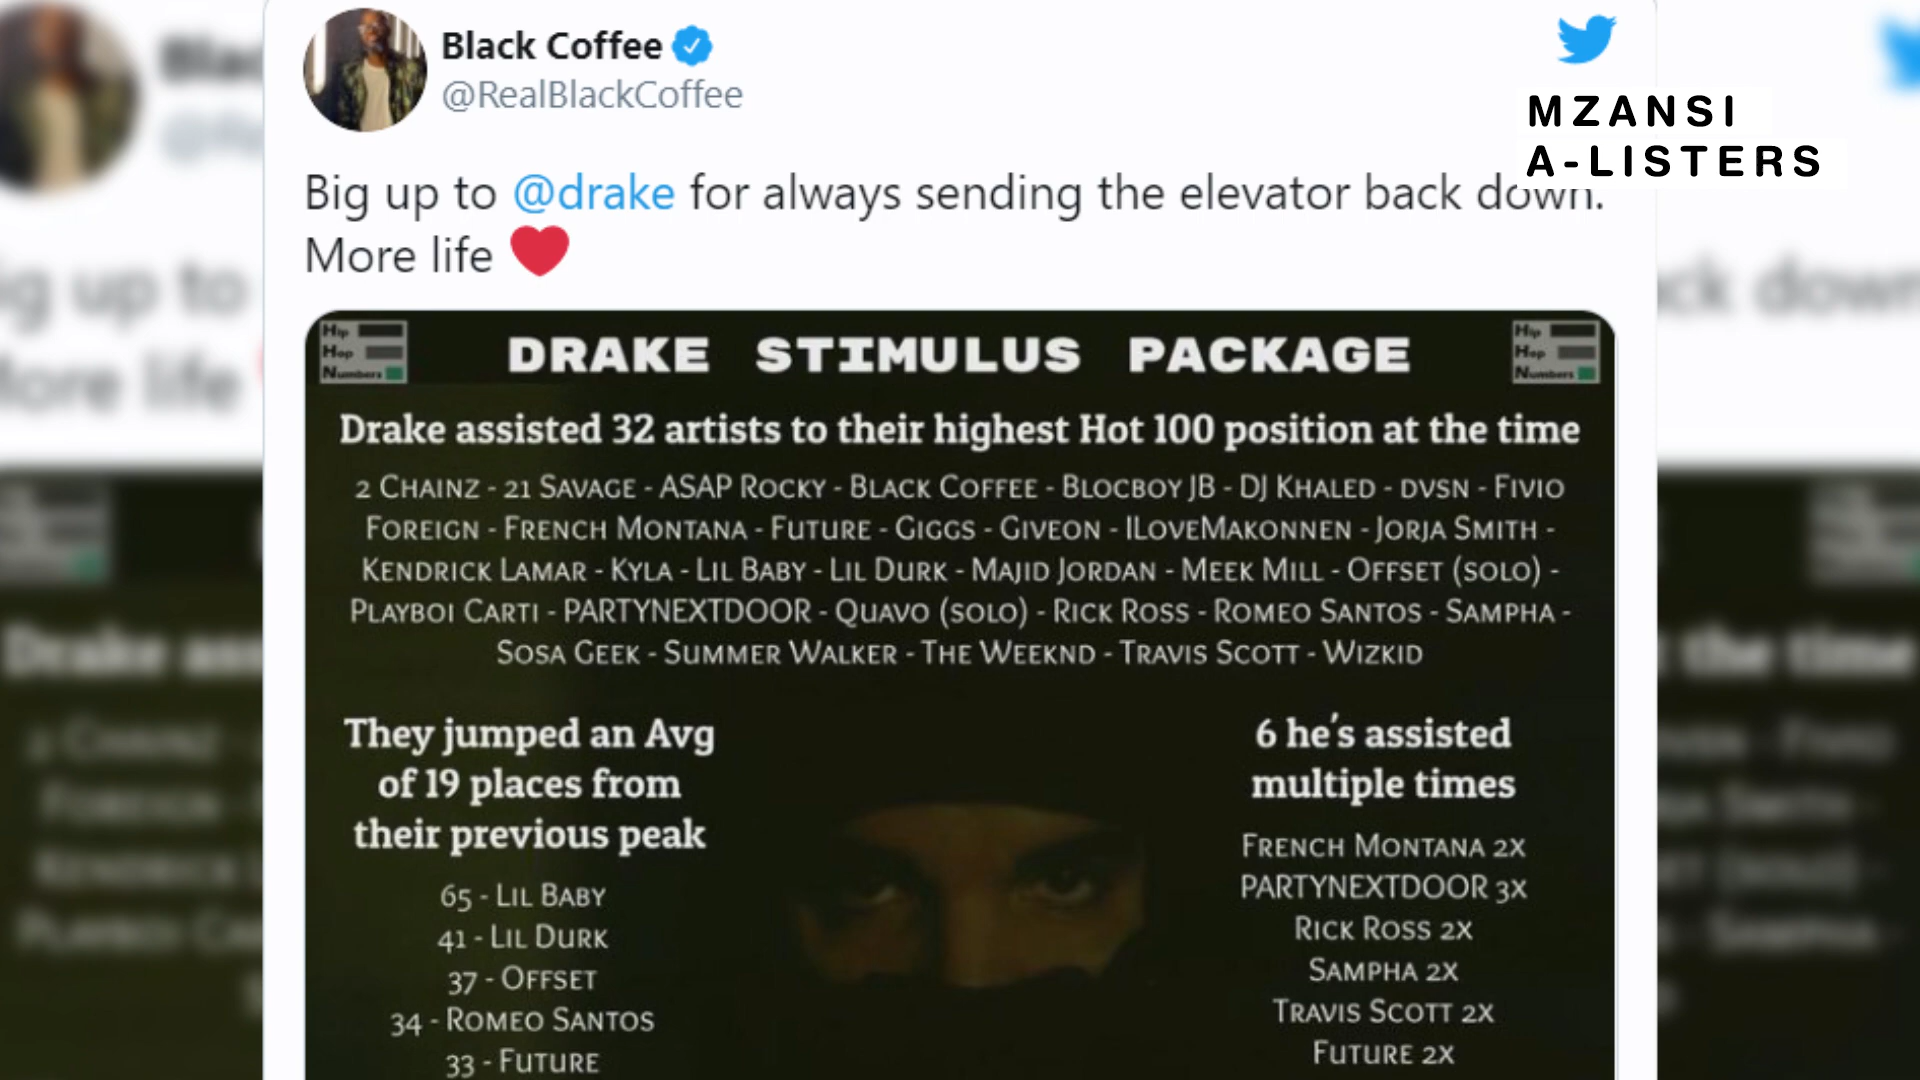 Black Coffee
@RealBlackCoffee
MZANSI
A-LISTERS
Big up to @drake for always sending the elevator back down.
More life ❤️
Hip
Hop
Numbers
DRAKE STIMULUS PACKAGE
Hip
Hop
Numbers
Drake assisted 32 artists to their highest Hot 100 position at the time
2 CHAINZ - 21 SAVAGE - ASAP ROCKY - BLACK COFFEE - BLOCBOY JB - DJ KHALED - DVSN - FIVIO
FOREIGN - FRENCH MONTANA - FUTURE - GIGGS - GIVEON - ILOVEMAKONNEN - JORJA SMITH -
KENDRICK LAMAR - KYLA - LIL BABY - LIL DURK - MAJID JORDAN - MEEK MILL - OFFSET (SOLO) -
PLAYBOI CARTI - PARTYNEXTDOOR - QUAVO (SOLO) - RICK ROSS - ROMEO SANTOS - SAMPHA -
SOSA GEEK - SUMMER WALKER - THE WEEKND - TRAVIS SCOTT - WIZKID
They jumped an Avg
of 19 places from
their previous peak
65 - LIL BABY
41 - LIL DURK
37 - OFFSET
34 - ROMEO SANTOS
33 - FUTURE
6 he's assisted
multiple times
FRENCH MONTANA 2X
PARTYNEXTDOOR 3X
RICK ROSS 2X
SAMPHA 2X
TRAVIS SCOTT 2X
FUTURE 2X